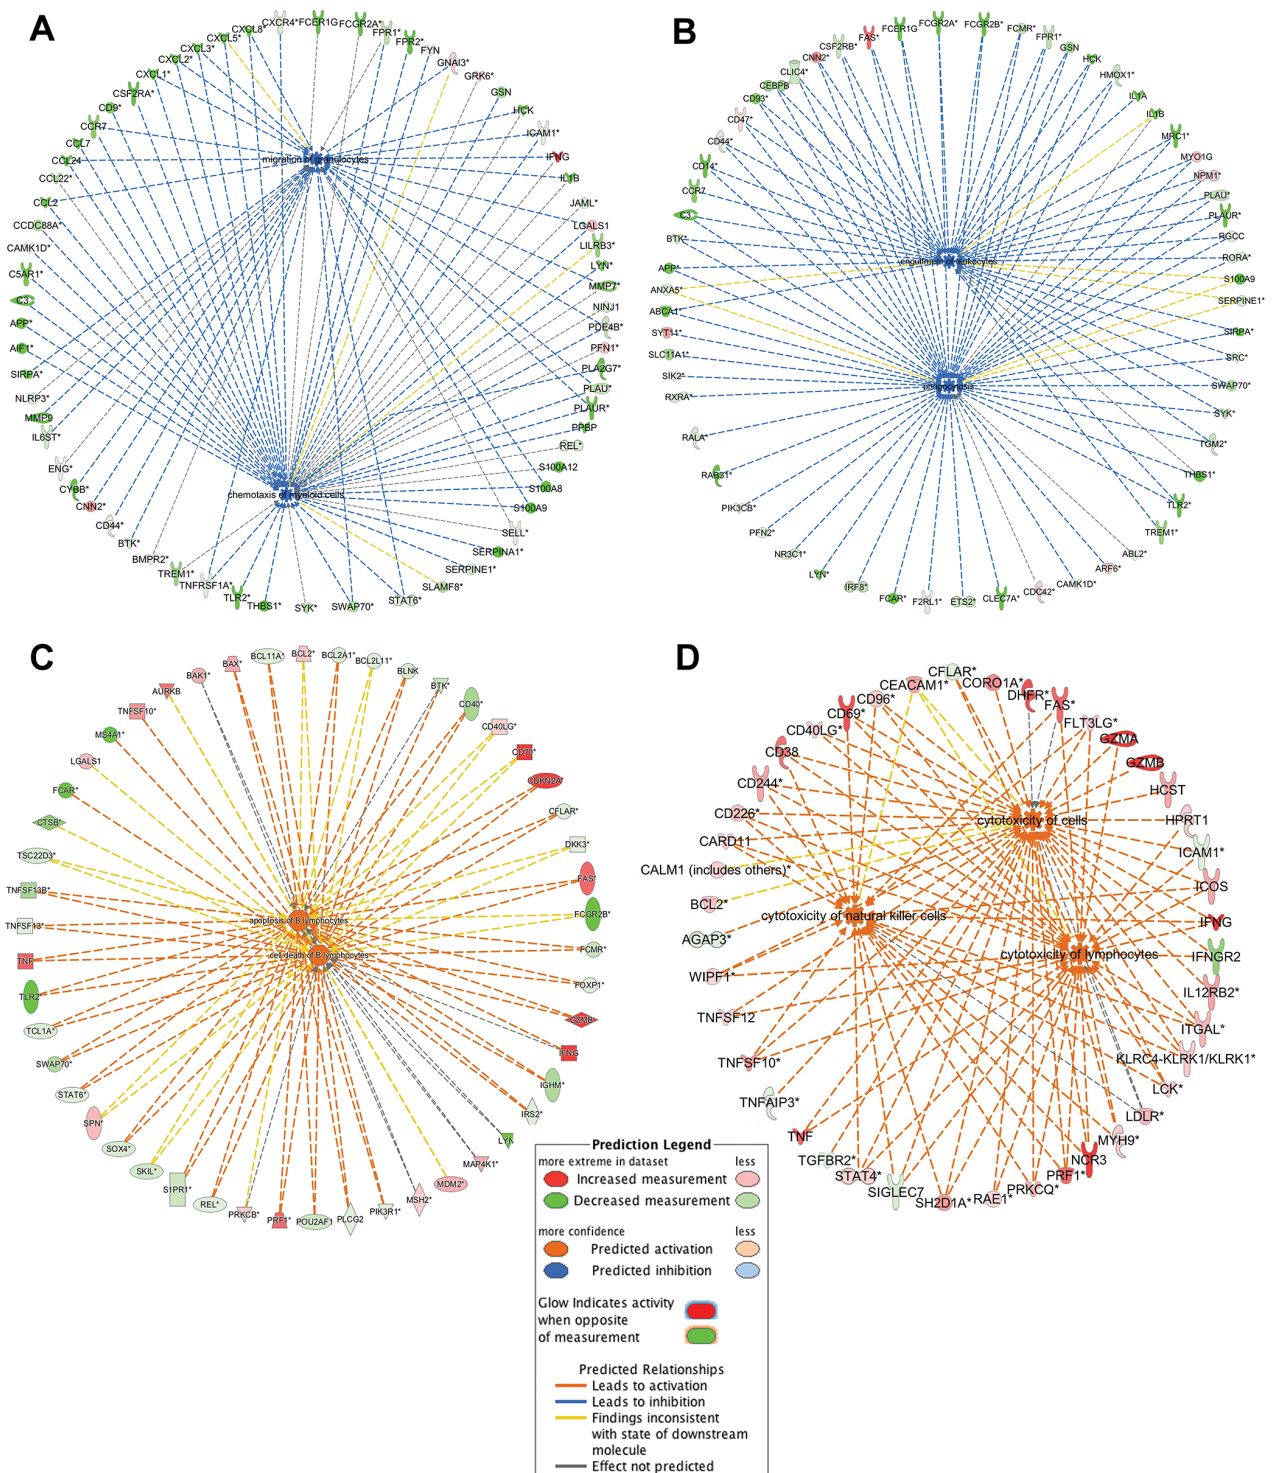 A
CXCR4*
FCER1G
FCGR2A*
FPR1*
FPR2*
FYN
GNAI3*
GRK6*
GSN
HCK
ICAM1*
IFNG
IL1B
JAML*
LGALS1
LILRB3*
LYN*
MMP7*
NINJ1
PDE4B*
PFN1*
PLA2G7*
PLAU*
PLAUR*
PPBP
REL*
S100A12
S100A8
S100A9
SELL*
SERPINA1*
SERPINE1*
SLAMF8*
STAT6*
SWAP70*
SYK*
THBS1*
TLR2*
TNFRSF1A*
TREM1*
BMPR2*
BTK*
CD44*
CNN2*
CYBB*
ENG*
IL6ST*
MMP9
NLRP3*
SIRPA*
AIF1*
APP*
C3
C5AR1*
CAMK1D*
CCDC88A*
CCL2
CCL22*
CCL24
CCL7
CCR7
CD9*
CSF2RA*
CXCL1*
CXCL2*
CXCL3*
CXCL5*
CXCL8*
migration of granulocytes
chemotaxis of myeloid cells
B
FAS*
FCER1G
FCGR2A*
FCGR2B*
FCMR*
FPR1*
GSN
HCK
HMOX1*
IL1A
IL1B
MRC1*
MYO1G
NPM1*
PLAU*
PLAUR*
RGCC
RORA*
S100A9
SERPINE1*
SIRPA*
SRC*
SWAP70*
SYK*
TGM2*
THBS1*
TLR2*
TREM1*
ABL2*
ARF6*
CAMK1D*
CDC42*
CLEC7A*
ETS2*
F2RL1*
FCAR*
IRF8*
LYN*
NR3C1*
PFN2*
PIK3CB*
RAB31*
RALA*
RXRA*
SIK2*
SLC11A1*
SYT11*
ABCA1*
ANXA5*
APP*
BTK*
C3
CCR7
CD14*
CD44*
CD47*
CD93*
CEBPB
CLIC4*
CNN2*
CSF2RB*
engulfment of leukocytes
phagocytosis
C
BCL2*
BCL2A1*
BCL2L11*
BLNK
BTK*
CD40*
CD40LG*
CD70*
CDKN2A*
CFLAR*
DKK3*
FAS*
FCGR2B*
FCMR*
FOXP1*
GZMB
IFNG
IGHM*
IRS2*
LYN
MAP4K1*
MDM2*
MSH2*
PIK3R1*
PLCG2
POU2AF1
PRF1*
PRKCB*
REL*
S1PR1*
SKIL*
SOX4*
SPN*
STAT6*
SWAP70*
TCL1A*
TLR2*
TNF
TNFSF13*
TNFSF13B*
TSC22D3*
CTSB*
FCAR*
LGALS1
MS4A1*
TNFSF10*
AURKB
BAK1*
BAX*
BCL11A*
apoptosis of B lymphocytes
cell death of B lymphocytes
D
CFLAR*
CORO1A*
DHFR*
FAS*
FLT3LG*
GZMA
GZMB
HCST
HPRT1
ICAM1*
ICOS
IFNG
IFNGR2
IL12RB2*
ITGAL*
KLRC4-KLRK1/KLRK1*
LCK*
LDLR*
MYH9*
NCR3
PRF1*
PRKCQ*
RAE1*
SH2D1A*
SIGLEC7
STAT4*
TGFBR2*
TNF
TNFAIP3*
TNFSF10*
TNFSF12
WIPF1*
AGAP3*
BCL2*
CALM1 (includes others)*
CARD11
CD226*
CD244*
CD38
CD40LG*
CD69*
CD96*
CEACAM1*
cytotoxicity of cells
cytotoxicity of natural killer cells
cytotoxicity of lymphocytes
Prediction Legend
more extreme in dataset less
Increased measurement
Decreased measurement
more confidence less
Predicted activation
Predicted inhibition
Glow Indicates activity
when opposite
of measurement
Predicted Relationships
Leads to activation
Leads to inhibition
Findings inconsistent
with state of downstream
molecule
Effect not predicted